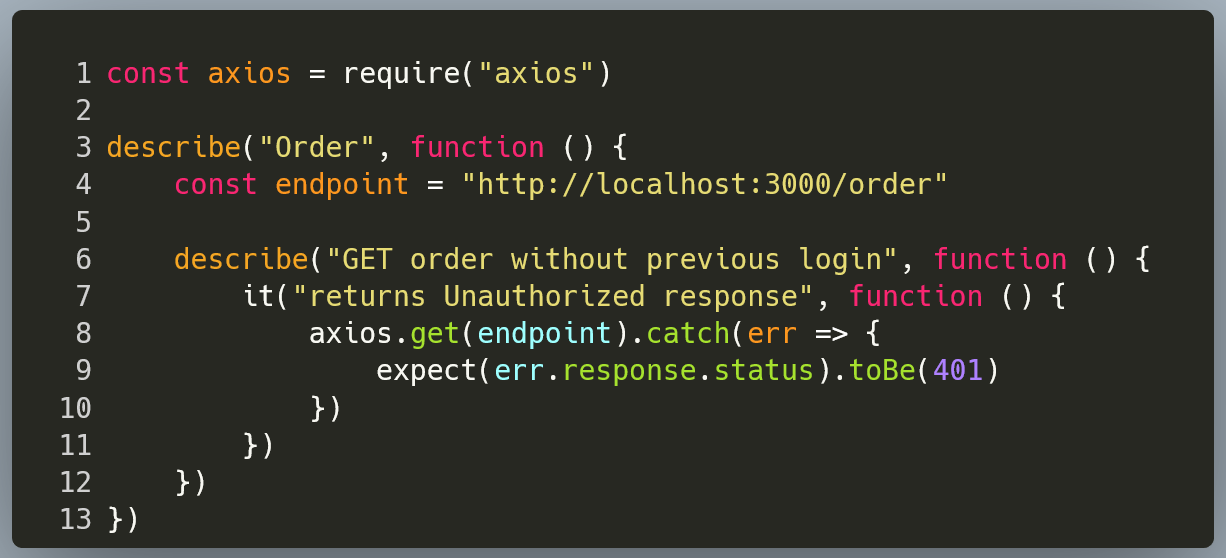 1 const axios = require("axios")
2
3 describe("Order", function () {
4     const endpoint = "http://localhost:3000/order"
5
6     describe("GET order without previous login", function () {
7         it("returns Unauthorized response", function () {
8             axios.get(endpoint).catch(err => {
9                 expect(err.response.status).toBe(401)
10             })
11         })
12     })
13 })